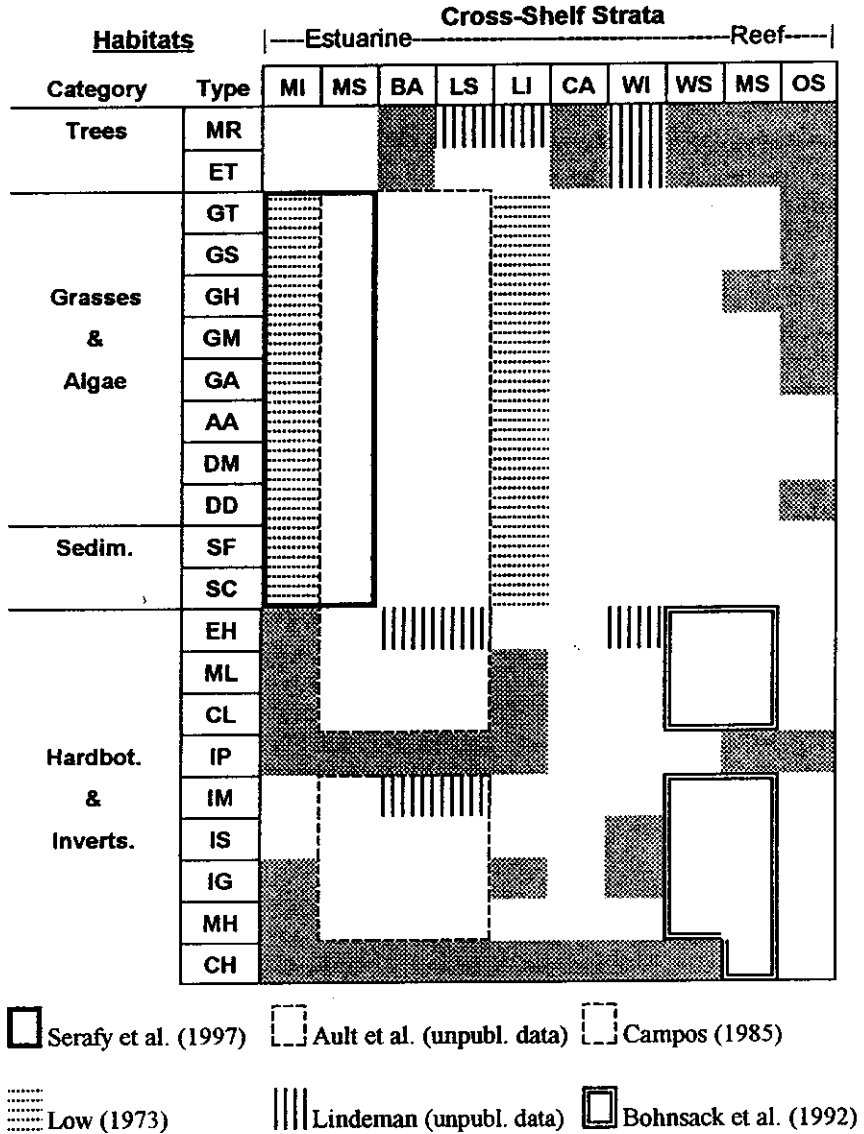 Cross-Shelf Strata
Habitats |----Estuarine----------------------------------Reef-----|
Category Type MI MS BA LS LI CA WI WS MS OS
Trees MR
ET
GT
GS
Grasses GH
& GM
Algae GA
AA
DM
DD
Sedim. SF
SC
EH
ML
CL
Hardbot. IP
& IM
Inverts. IS
IG
MH
CH
Serafy et al. (1997) Ault et al. (unpubl. data) Campos (1985)
Low (1973) Lindeman (unpubl. data) Bohnsack et al. (1992)